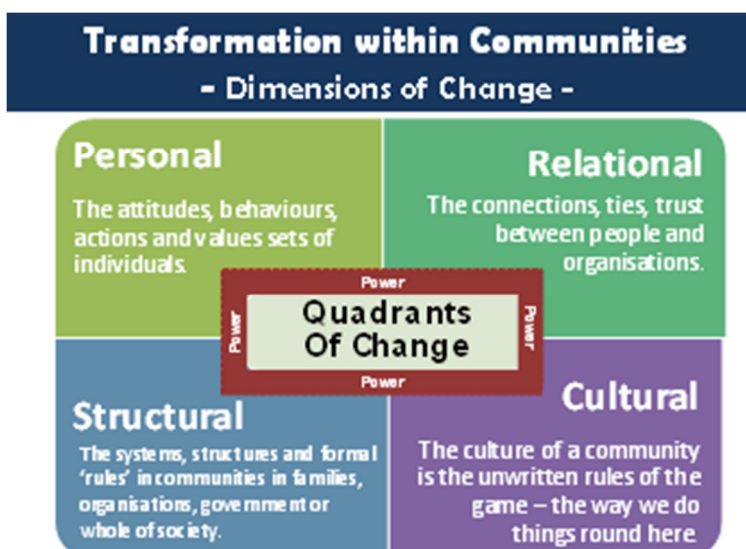 Transformation within Communities
- Dimensions of Change -
Personal
The attitudes, behaviours,
actions and values sets of
individuals.
Relational
The connections, ties, trust
between people and
organisations.
Power
Power
Quadrants
Of Change
Power
Power
Structural
The systems, structures and formal
'rules' in communities in families,
organisations, government or
whole of society.
Cultural
The culture of a community
is the unwritten rules of the
game – the way we do
things round here